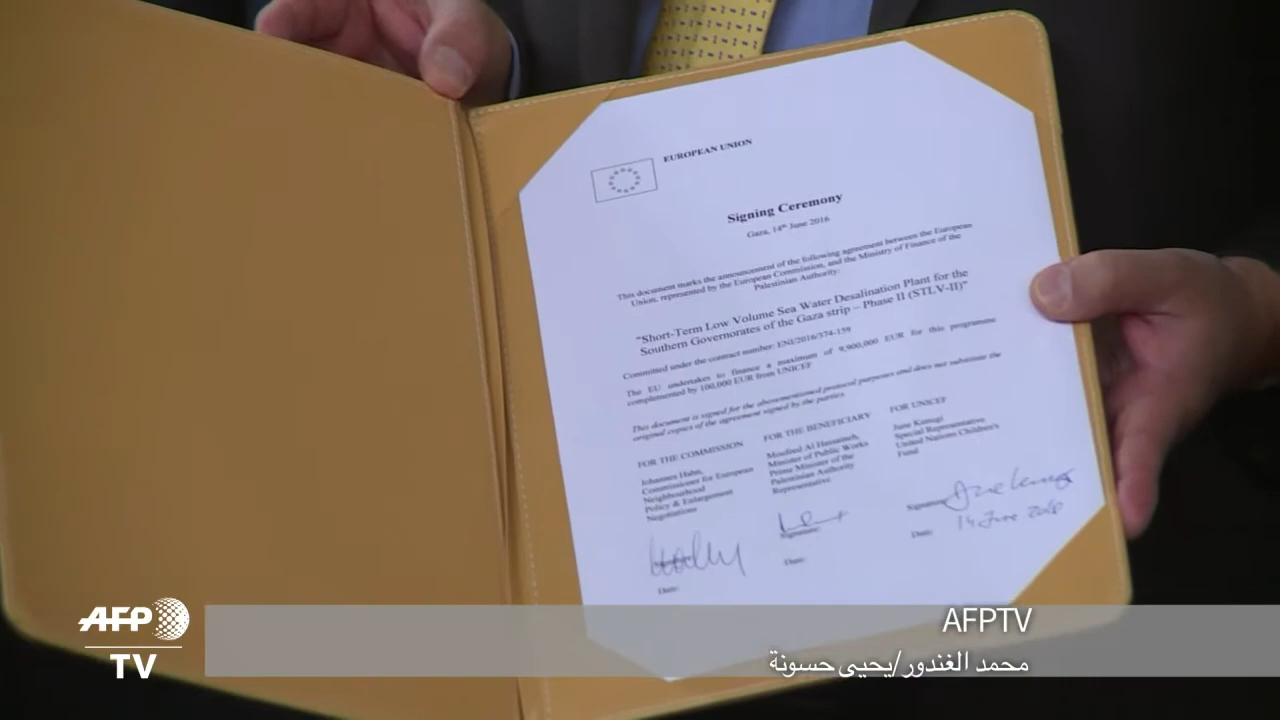 EUROPEAN UNION
Signing Ceremony
Gaza, 14th June 2016
This document marks the announcement of the following agreement between the European
Union, represented by the European Commission, and the Ministry of Finance of the
Palestinian Authority:
"Short-Term Low Volume Sea Water Desalination Plant for the
Southern Governorates of the Gaza strip – Phase II (STLV-II)"
Committed under the contract number: ENI/2016/374-159
The EU undertakes to finance a maximum of 9,900,000 EUR for this programme
complemented by 100,000 EUR from UNICEF
This document is signed for the abovementioned protocol purposes and does not substitute the
original copies of the agreement signed by the parties
FOR THE COMMISSION
Johannes Hahn,
Commissioner for European
Neighbourhood
Policy & Enlargement
Negotiations
Date:
FOR THE BENEFICIARY
Moufeed Al Hassaineh,
Minister of Public Works
Prime Minister of the
Palestinian Authority
Representative
Signature:
Date:
FOR UNICEF
June Kunugi
Special Representative
United Nations Children's
Fund
Signature:
Date: 14 June 2016
AFP
TV
AFPTV
محمد الغندور/يحيى حسونة